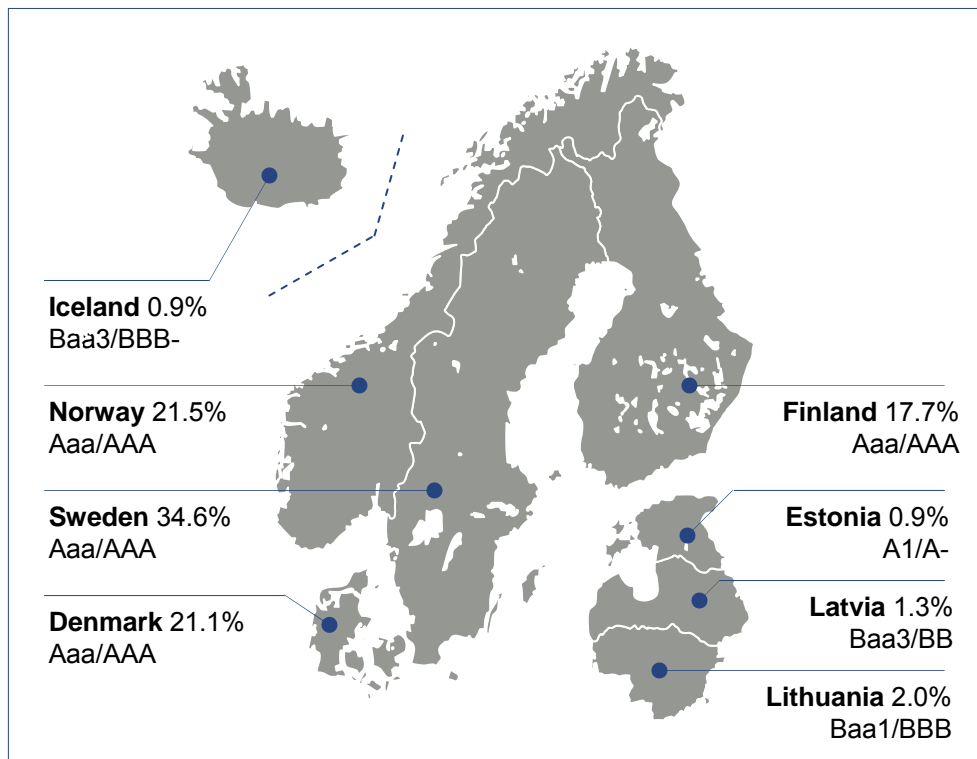 Iceland 0.9%
Baa3/BBB-
Norway 21.5%
Aaa/AAA
Sweden 34.6%
Aaa/AAA
Denmark 21.1%
Aaa/AAA
Finland 17.7%
Aaa/AAA
Estonia 0.9%
A1/A-
Latvia 1.3%
Baa3/BB
Lithuania 2.0%
Baa1/BBB